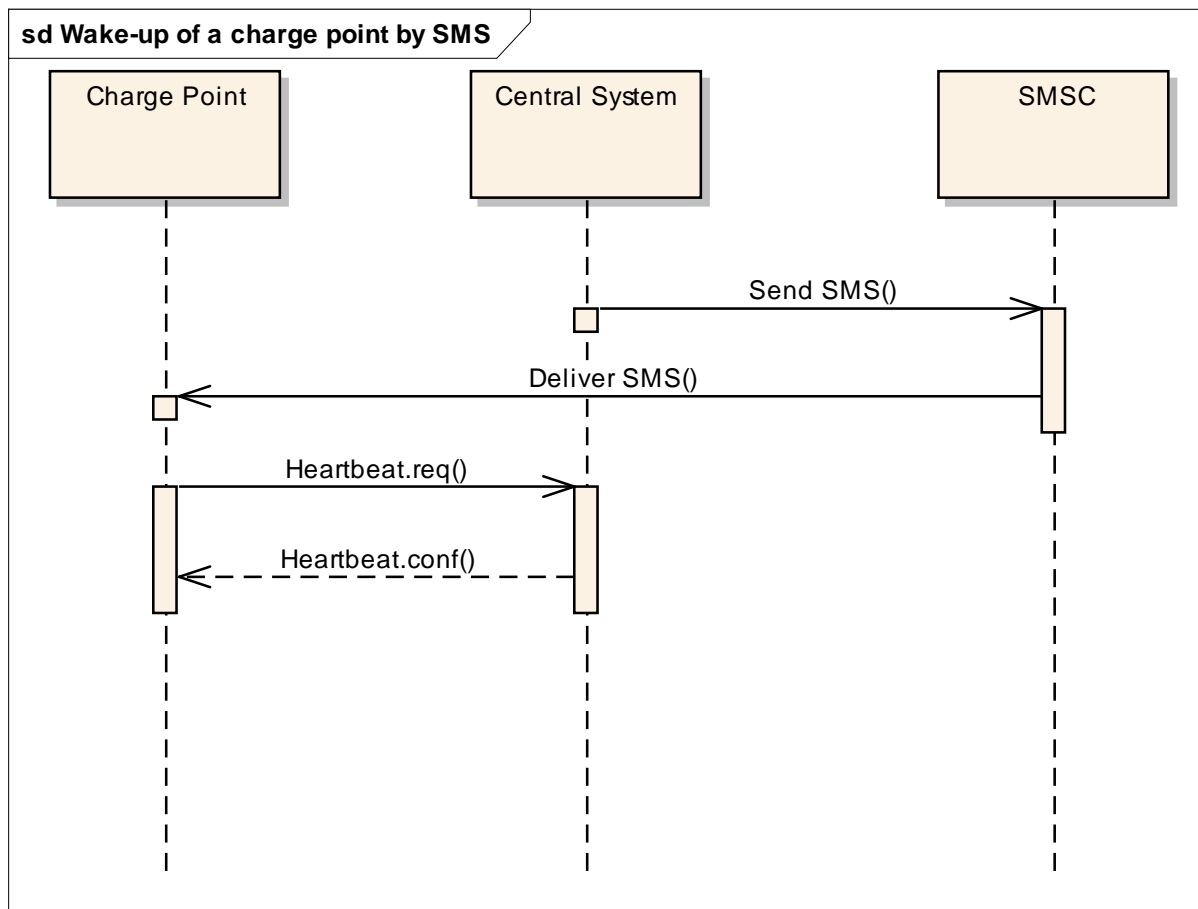 sd Wake-up of a charge point by SMS
Charge Point
Central System
SMSC
Send SMS()
Deliver SMS()
Heartbeat.req()
Heartbeat.conf()